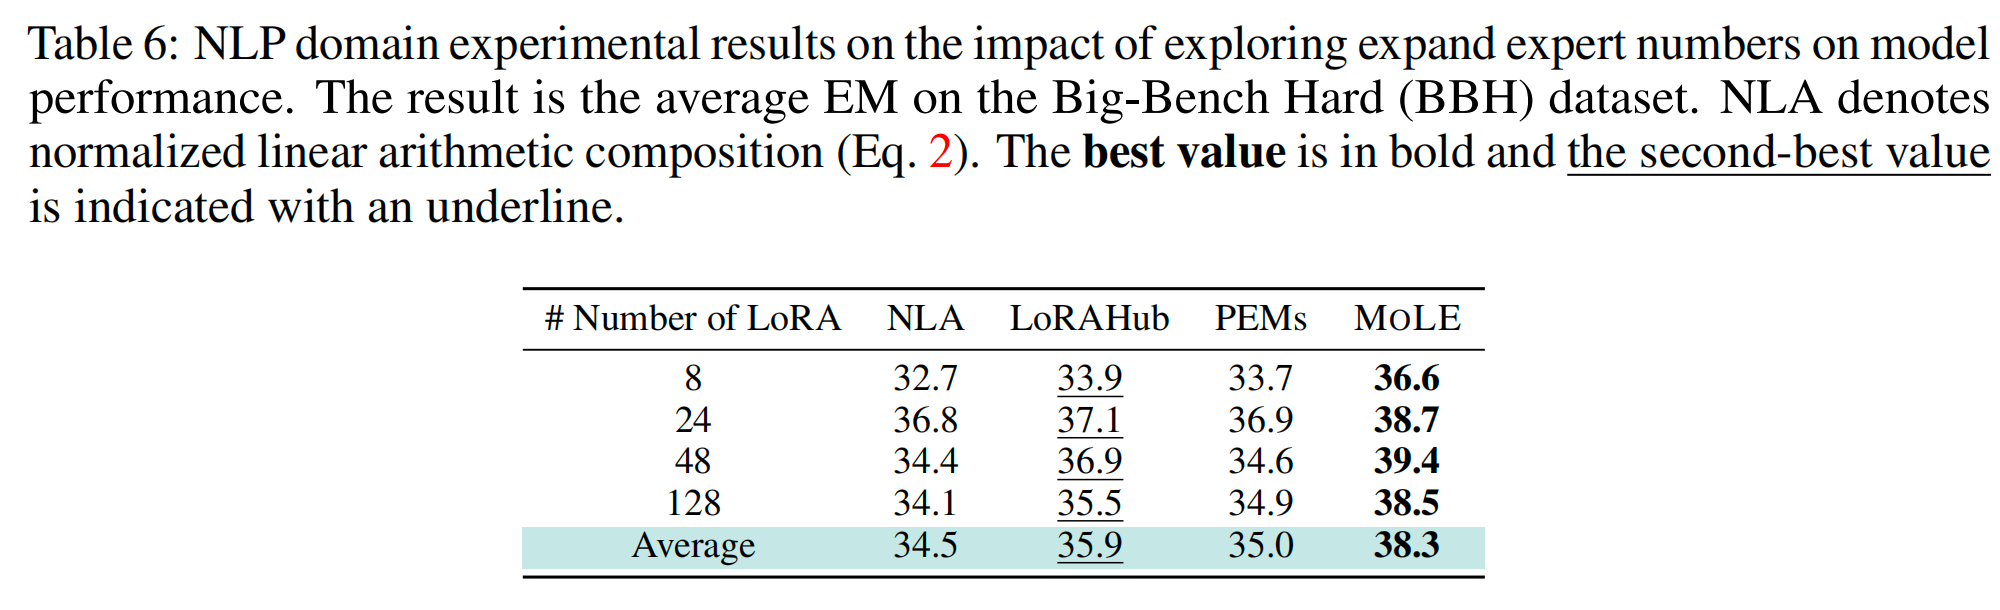 Table 6: NLP domain experimental results on the impact of exploring expand expert numbers on model
performance. The result is the average EM on the Big-Bench Hard (BBH) dataset. NLA denotes
normalized linear arithmetic composition (Eq. 2). The best value is in bold and the second-best value
is indicated with an underline.
# Number of LoRA NLA LoRAHub PEMs MOLE
8 32.7 33.9 33.7 36.6
24 36.8 37.1 36.9 38.7
48 34.4 36.9 34.6 39.4
128 34.1 35.5 34.9 38.5
Average 34.5 35.9 35.0 38.3